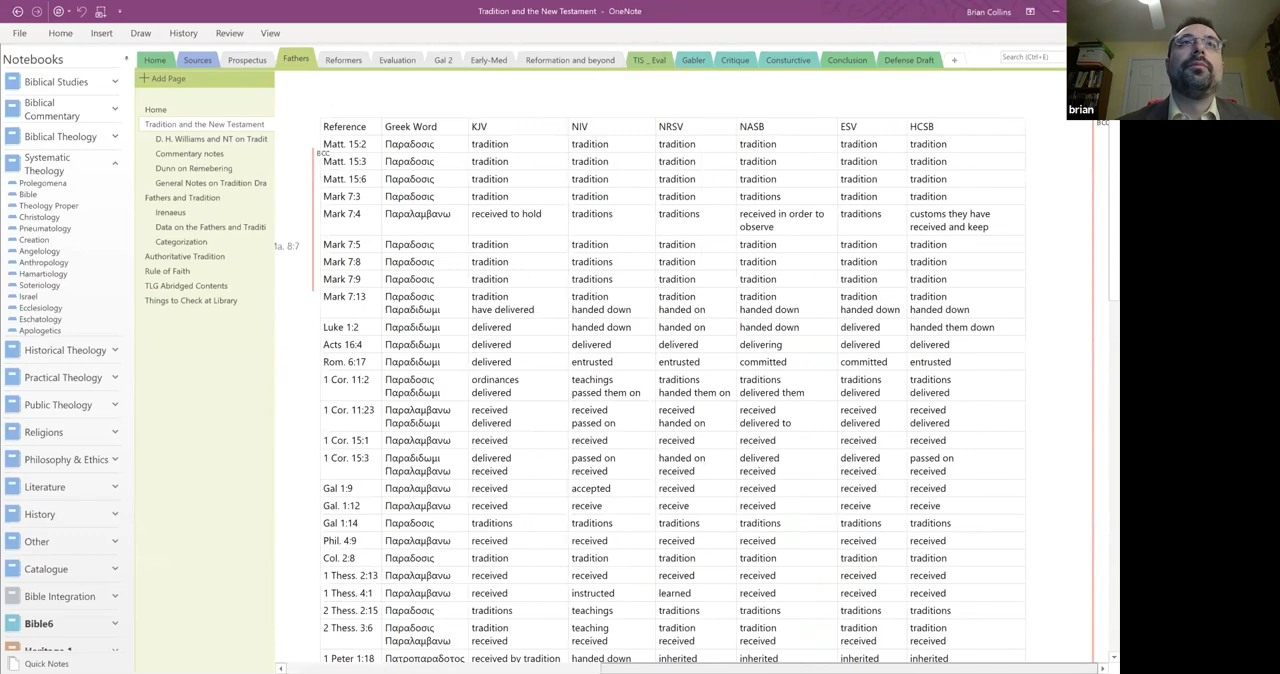 Tradition and the New Testament - OneNote
Brian Collins
File Home Insert Draw History Review View
Notebooks
Home Sources Prospectus Fathers Reformers Evaluation Gal 2 Early-Med Reformation and beyond TIS _ Eval Gabler Critique Consturctive Conclusion Defense Draft +
Search (Ctrl+E)
brian
Biblical Studies
Biblical
Commentary
Biblical Theology
Systematic
Theology
Prolegomena
Bible
Theology Proper
Christology
Pneumatology
Creation
Angelology
Anthropology
Hamartiology
Soteriology
Israel
Ecclesiology
Eschatology
Apologetics
Historical Theology
Practical Theology
Public Theology
Religions
Philosophy & Ethics
Literature
History
Other
Catalogue
Bible Integration
Bible6
Heritage 1
Quick Notes
+ Add Page
Home
Tradition and the New Testament
D. H. Williams and NT on Tradit
Commentary notes
Dunn on Remebering
General Notes on Tradition Dra
Fathers and Tradition
Irenaeus
Data on the Fathers and Traditi
Categorization
Authoritative Tradition
Rule of Faith
TLG Abridged Contents
Things to Check at Library
BCC
Ma. 8:7
BCC
Reference Greek Word KJV NIV NRSV NASB ESV HCSB
Matt. 15:2 Παραδοσις tradition tradition tradition tradition tradition tradition
Matt. 15:3 Παραδοσις tradition tradition tradition tradition tradition tradition
Matt. 15:6 Παραδοσις tradition tradition tradition tradition tradition tradition
Mark 7:3 Παραδοσις tradition tradition tradition traditions tradition tradition
Mark 7:4 Παραλαμβανω received to hold traditions traditions received in order to traditions customs they have
observe received and keep
Mark 7:5 Παραδοσις tradition tradition tradition tradition tradition tradition
Mark 7:8 Παραδοσις tradition traditions tradition tradition tradition tradition
Mark 7:9 Παραδοσις tradition traditions tradition tradition tradition tradition
Mark 7:13 Παραδοσις tradition tradition tradition tradition tradition tradition
Παραδιδωμι have delivered handed down handed on handed down handed down handed down
Luke 1:2 Παραδιδωμι delivered handed down handed on handed down delivered handed them down
Acts 16:4 Παραδιδωμι delivered delivered delivered delivering delivered delivered
Rom. 6:17 Παραδιδωμι delivered entrusted entrusted committed committed entrusted
1 Cor. 11:2 Παραδοσις ordinances teachings traditions traditions traditions traditions
Παραδιδωμι delivered passed them on handed them on delivered them delivered delivered
1 Cor. 11:23 Παραλαμβανω received received received received received received
Παραδιδωμι delivered passed on handed on delivered to delivered delivered
1 Cor. 15:1 Παραλαμβανω received received received received received received
1 Cor. 15:3 Παραδιδωμι delivered passed on handed on delivered delivered passed on
Παραλαμβανω received received received received received received
Gal 1:9 Παραλαμβανω received accepted received received received received
Gal. 1:12 Παραλαμβανω received receive receive received receive receive
Gal 1:14 Παραδοσις traditions traditions traditions traditions traditions traditions
Phil. 4:9 Παραλαμβανω received received received received received received
Col. 2:8 Παραδοσις tradition tradition tradition tradition tradition tradition
1 Thess. 2:13 Παραλαμβανω received received received received received received
1 Thess. 4:1 Παραλαμβανω received instructed learned received received received
2 Thess. 2:15 Παραδοσις traditions teachings traditions traditions traditions traditions
2 Thess. 3:6 Παραδοσις tradition teaching tradition tradition tradition tradition
Παραλαμβανω received received received received received received
1 Peter 1:18 Πατροπαραδοτος received by tradition handed down inherited inherited inherited inherited